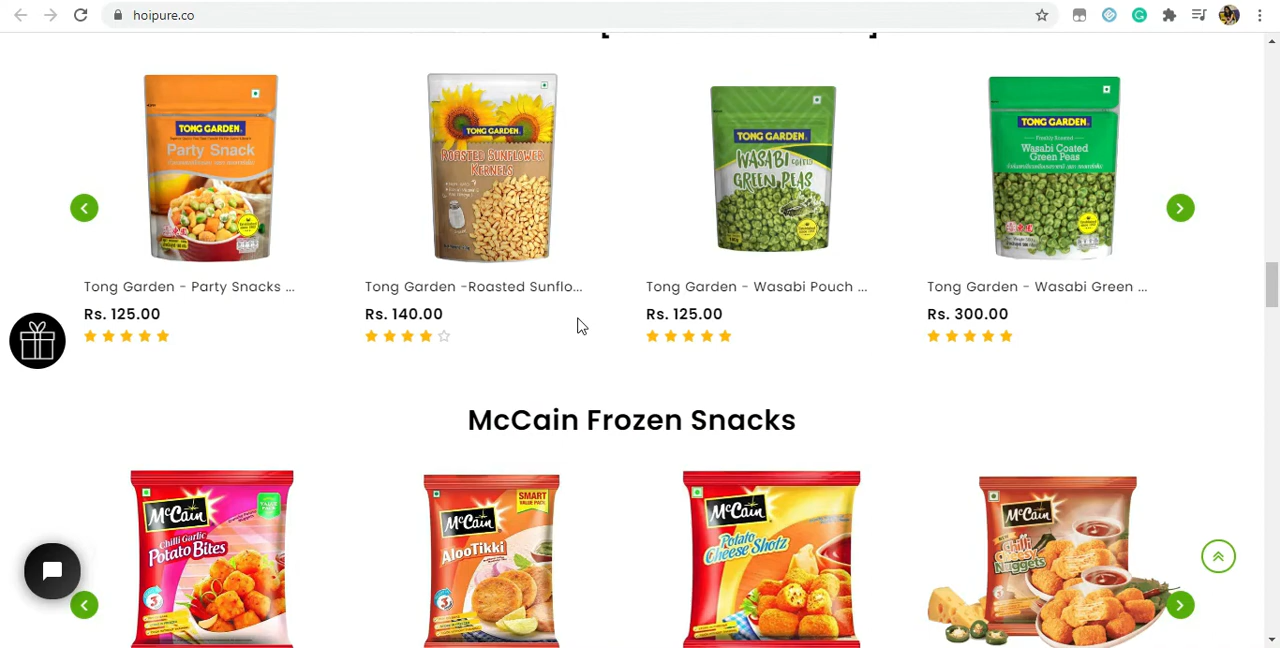 hoipure.co
[ ]
TONG GARDEN.
Party Snack
TONG GARDEN.
ROASTED SUNFLOWER
KERNELS
TONG GARDEN.
WASABI COATED
GREEN PEAS
TONG GARDEN.
Freshly Roasted
Wasabi Coated
Green Peas
Tong Garden - Party Snacks ...
Tong Garden -Roasted Sunflo...
Tong Garden - Wasabi Pouch ...
Tong Garden - Wasabi Green ...
Rs. 125.00
Rs. 140.00
Rs. 125.00
Rs. 300.00
McCain Frozen Snacks
McCain
Chilli Garlic
Potato Bites
SMART
VALUE PACK
McCain
AlooTikki
McCain
Potato
Cheese Shotz
McCain
Chilli
Cheesy
Nuggets